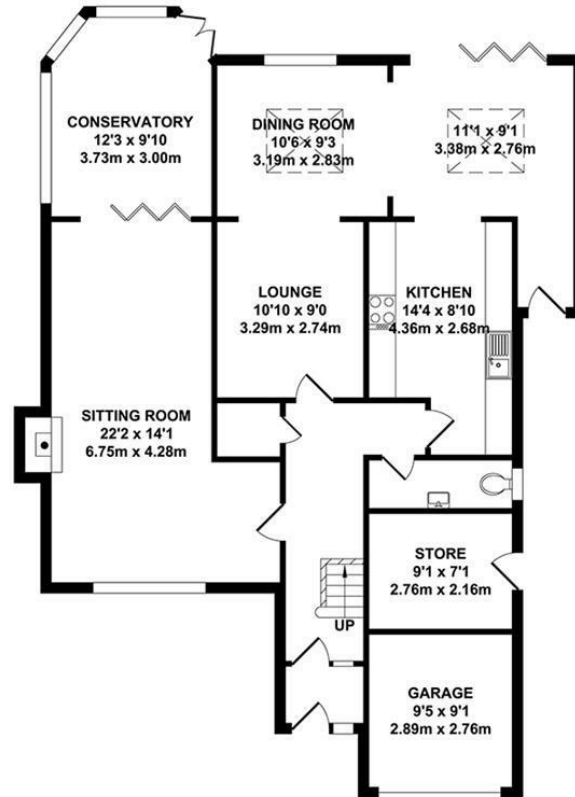 CONSERVATORY
12'3 x 9'10
3.73m x 3.00m
DINING ROOM
10'6 x 9'3
3.19m x 2.83m
11'1 x 9'1
3.38m x 2.76m
LOUNGE
10'10 x 9'0
3.29m x 2.74m
KITCHEN
14'4 x 8'10
4.36m x 2.68m
SITTING ROOM
22'2 x 14'1
6.75m x 4.28m
STORE
9'1 x 7'1
2.76m x 2.16m
UP
GARAGE
9'5 x 9'1
2.89m x 2.76m